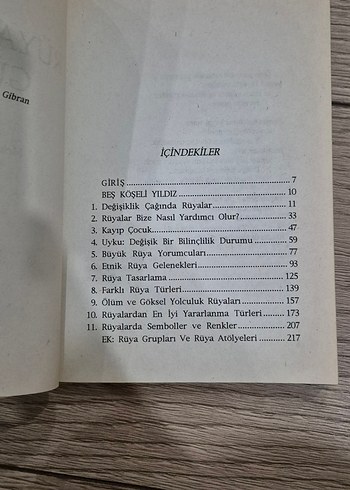 Gibran
İÇİNDEKİLER
GİRİŞ ..... 7
BEŞ KÖŞELİ YILDIZ ..... 10
1. Değişiklik Çağında Rüyalar ..... 11
2. Rüyalar Bize Nasıl Yardımcı Olur? ..... 33
3. Kayıp Çocuk ..... 47
4. Uyku: Değişik Bir Bilinçlilik Durumu ..... 59
5. Büyük Rüya Yorumcuları ..... 77
6. Etnik Rüya Gelenekleri ..... 93
7. Rüya Tasarlama ..... 125
8. Farklı Rüya Türleri ..... 139
9. Ölüm ve Göksel Yolculuk Rüyaları ..... 157
10. Rüyalardan En İyi Yararlanma Türleri ..... 173
11. Rüyalarda Semboller ve Renkler ..... 207
EK: Rüya Grupları Ve Rüya Atölyeleri ..... 217